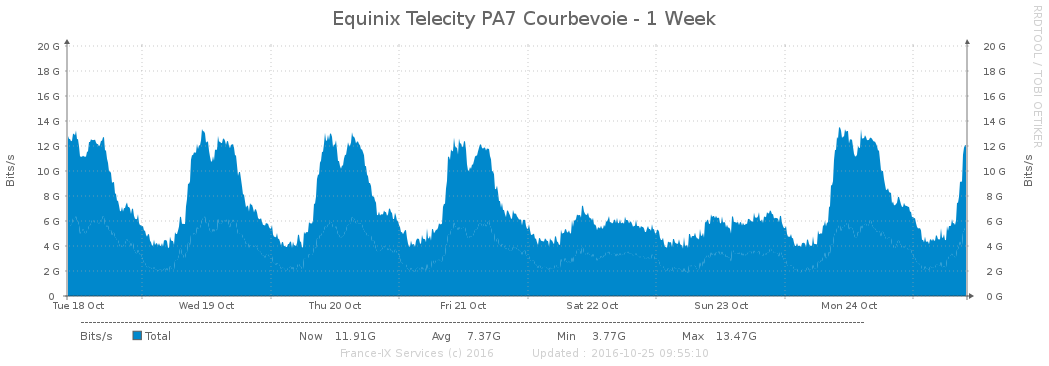 Equinix Telecity PA7 Courbevoie - 1 Week
RRDTOOL / TOBI OETIKER
Bits/s
20 G 20 G
18 G 18 G
16 G 16 G
14 G 14 G
12 G 12 G
10 G 10 G
8 G 8 G
6 G 6 G
4 G 4 G
2 G 2 G
0 0 G
Bits/s
Tue 18 Oct Wed 19 Oct Thu 20 Oct Fri 21 Oct Sat 22 Oct Sun 23 Oct Mon 24 Oct
Bits/s Total Now 11.91G Avg 7.37G Min 3.77G Max 13.47G
France-IX Services (c) 2016 Updated : 2016-10-25 09:55:10